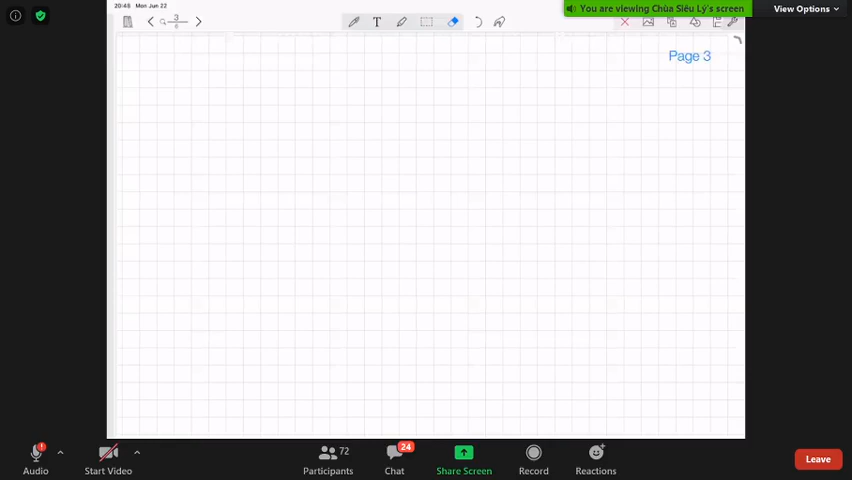 20:48 Mon Jun 22
You are viewing Chùa Siêu Lý's screen
View Options
3
6
T
Page 3
Audio
Start Video
72
Participants
24
Chat
Share Screen
Record
Reactions
Leave